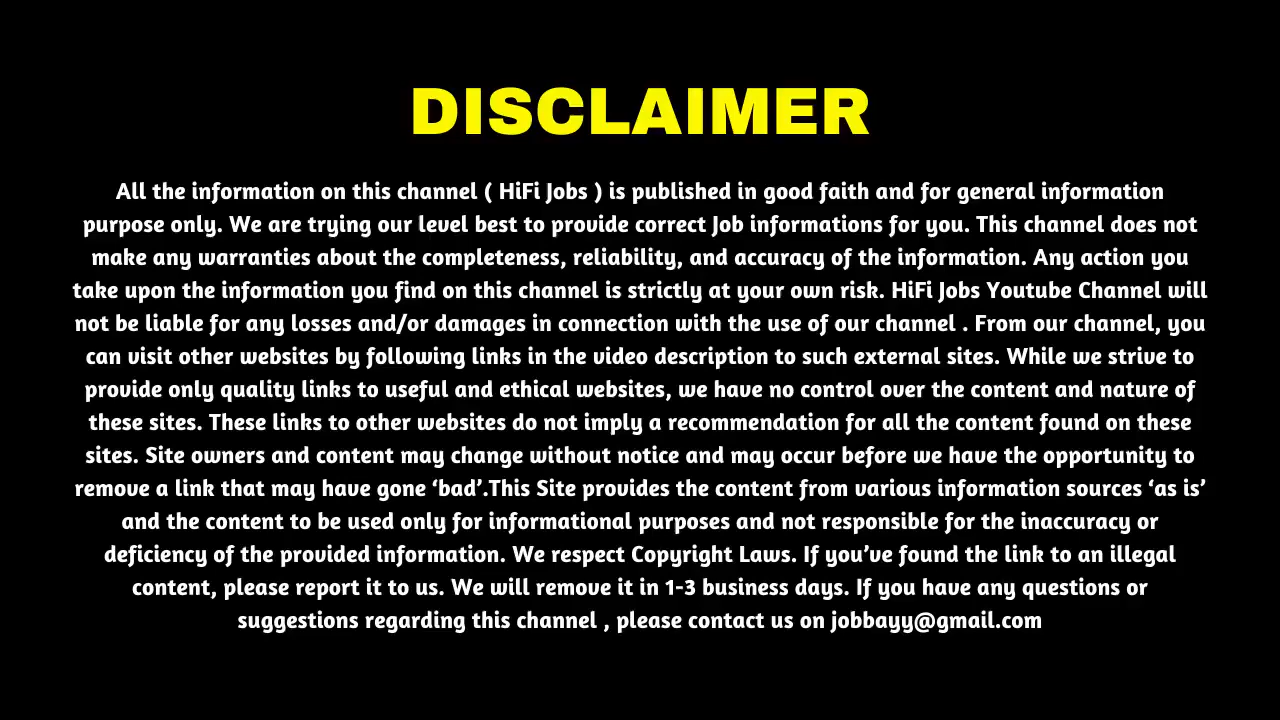 DISCLAIMER
All the information on this channel ( HiFi Jobs ) is published in good faith and for general information
purpose only. We are trying our level best to provide correct Job informations for you. This channel does not
make any warranties about the completeness, reliability, and accuracy of the information. Any action you
take upon the information you find on this channel is strictly at your own risk. HiFi Jobs Youtube Channel will
not be liable for any losses and/or damages in connection with the use of our channel . From our channel, you
can visit other websites by following links in the video description to such external sites. While we strive to
provide only quality links to useful and ethical websites, we have no control over the content and nature of
these sites. These links to other websites do not imply a recommendation for all the content found on these
sites. Site owners and content may change without notice and may occur before we have the opportunity to
remove a link that may have gone ‘bad’.This Site provides the content from various information sources ‘as is’
and the content to be used only for informational purposes and not responsible for the inaccuracy or
deficiency of the provided information. We respect Copyright Laws. If you’ve found the link to an illegal
content, please report it to us. We will remove it in 1-3 business days. If you have any questions or
suggestions regarding this channel , please contact us on jobbayy@gmail.com